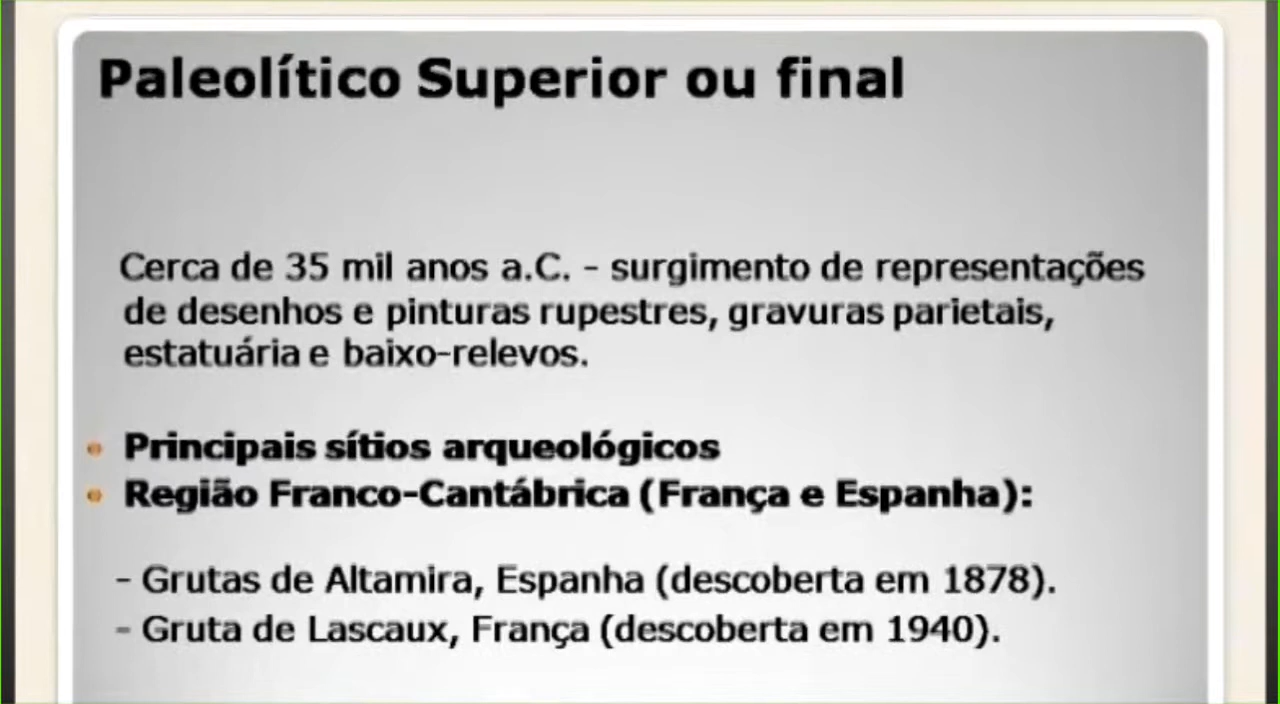 Paleolítico Superior ou final
Cerca de 35 mil anos a.C. – surgimento de representações
de desenhos e pinturas rupestres, gravuras parietais,
estatuária e baixo-relevos.
• Principais sítios arqueológicos
• Região Franco-Cantábrica (França e Espanha):
– Grutas de Altamira, Espanha (descoberta em 1878).
– Gruta de Lascaux, França (descoberta em 1940).